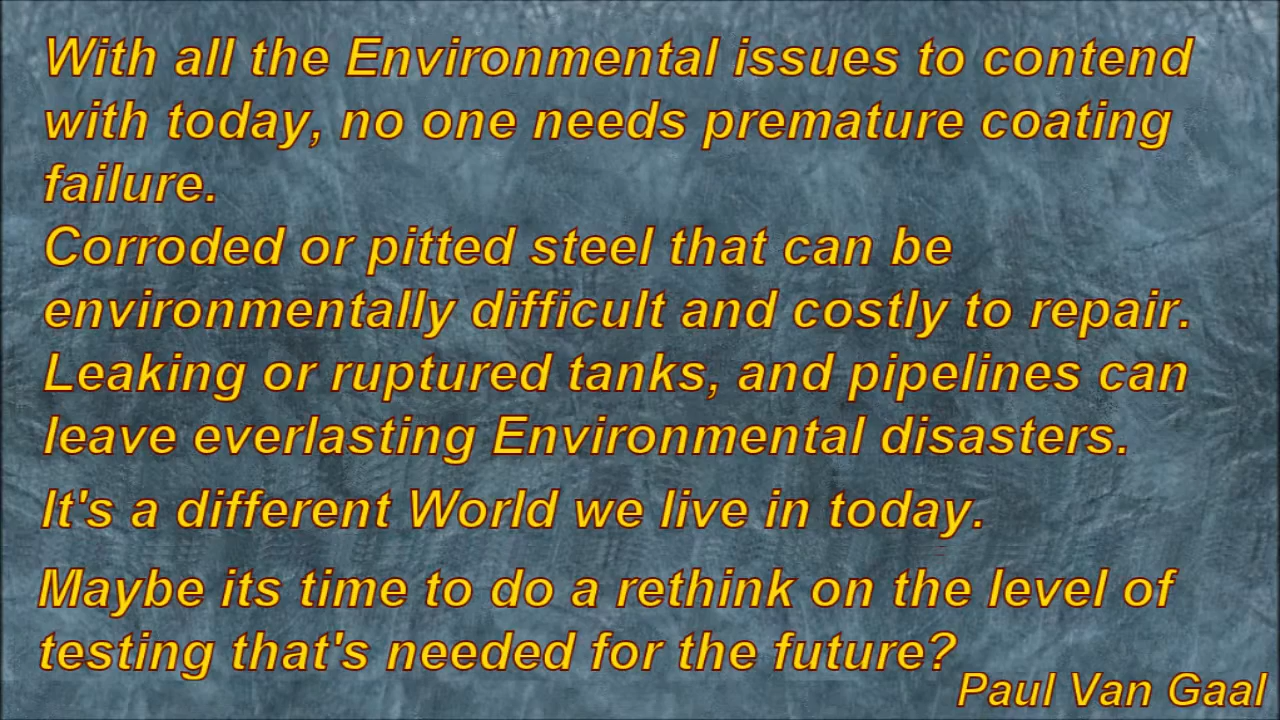 With all the Environmental issues to contend
with today, no one needs premature coating
failure.
Corroded or pitted steel that can be
environmentally difficult and costly to repair.
Leaking or ruptured tanks, and pipelines can
leave everlasting Environmental disasters.
It's a different World we live in today.
Maybe its time to do a rethink on the level of
testing that's needed for the future?
Paul Van Gaal